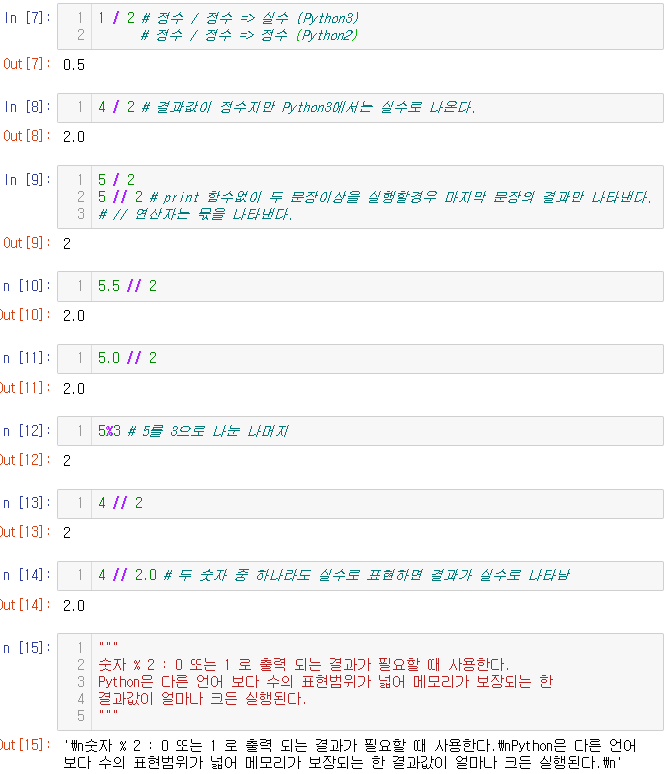 In [7]:
1 1 / 2 # 정수 / 정수 => 실수 (Python3)
2 # 정수 / 정수 => 정수 (Python2)
Out[7]: 0.5
In [8]:
1 4 / 2 # 결과값이 정수지만 Python3에서는 실수로 나온다.
Out[8]: 2.0
In [9]:
1 5 / 2
2 5 // 2 # print 함수없이 두 문장이상을 실행할경우 마지막 문장의 결과만 나타낸다.
3 # // 연산자는 몫을 나타낸다.
Out[9]: 2
n [10]: 1 5.5 // 2
Out[10]: 2.0
n [11]: 1 5.0 // 2
Out[11]: 2.0
n [12]: 1 5%3 # 5를 3으로 나눈 나머지
Out[12]: 2
n [13]: 1 4 // 2
Out[13]: 2
n [14]: 1 4 // 2.0 # 두 숫자 중 하나라도 실수로 표현하면 결과가 실수로 나타남
Out[14]: 2.0
n [15]: 1 """
2 숫자 % 2 : 0 또는 1 로 출력 되는 결과가 필요할 때 사용한다.
3 Python은 다른 언어 보다 수의 표현범위가 넓어 메모리가 보장되는 한
4 결과값이 얼마나 크든 실행된다.
5 """
Out[15]: '\n숫자 % 2 : 0 또는 1 로 출력 되는 결과가 필요할 때 사용한다.\nPython은 다른 언어
보다 수의 표현범위가 넓어 메모리가 보장되는 한 결과값이 얼마나 크든 실행된다.\n'